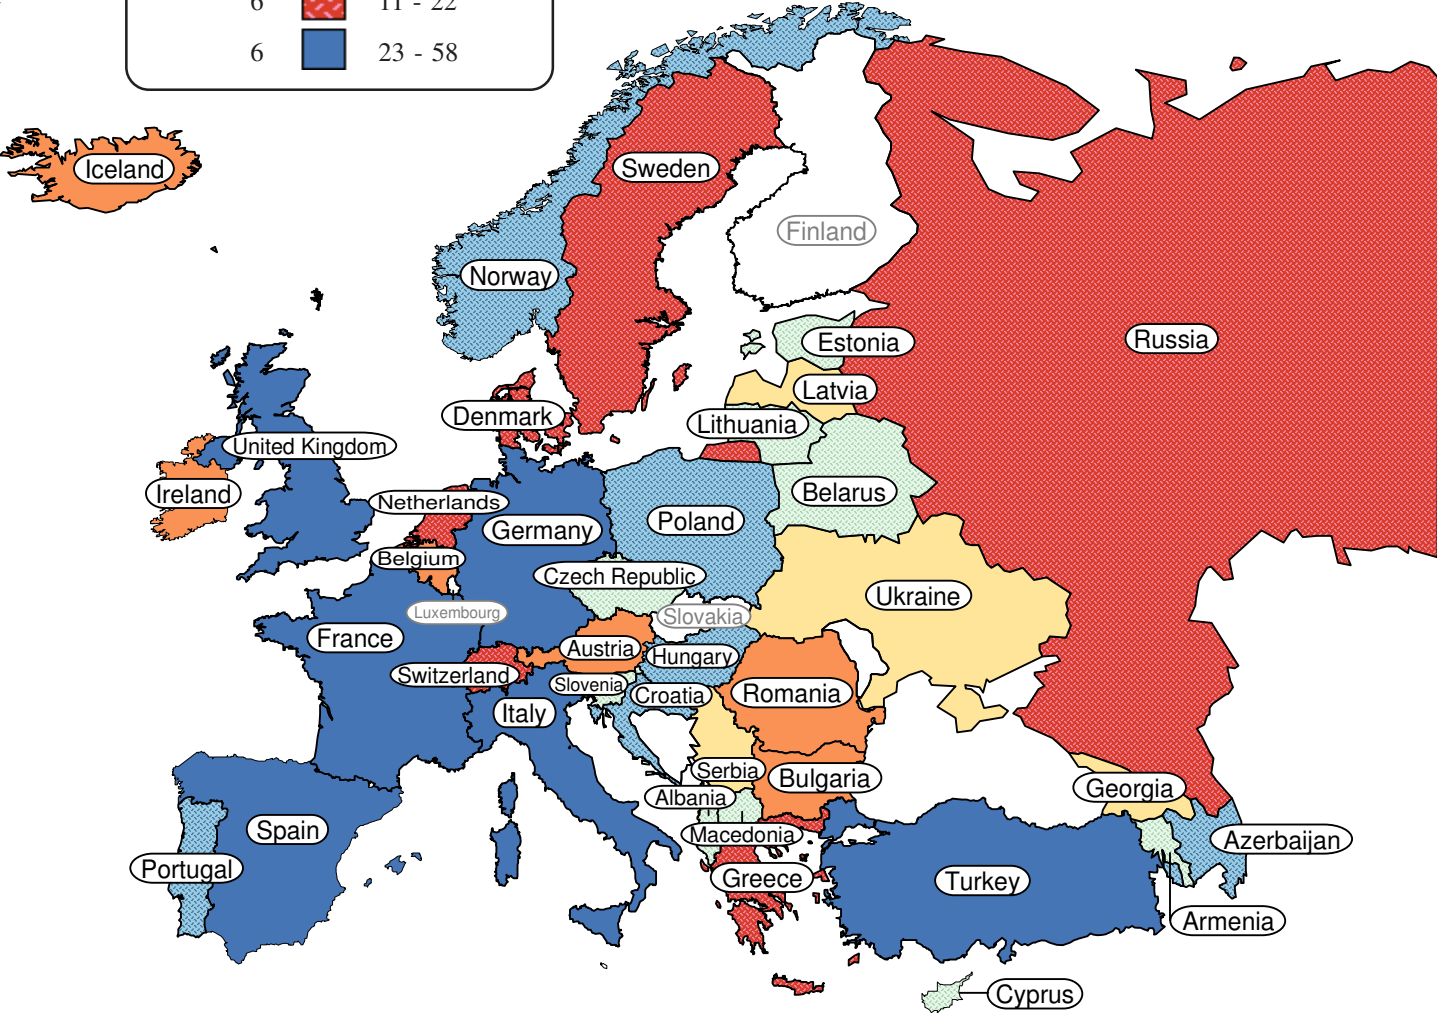 6 11 - 22
6 23 - 58
Iceland
Sweden
Finland
Norway
Russia
Estonia
Latvia
Denmark
Lithuania
United Kingdom
Ireland
Netherlands
Belarus
Poland
Germany
Belgium
Czech Republic
Ukraine
Luxembourg
Slovakia
France
Austria
Hungary
Switzerland
Slovenia
Croatia
Romania
Italy
Serbia
Bulgaria
Georgia
Albania
Spain
Macedonia
Azerbaijan
Portugal
Greece
Turkey
Armenia
Cyprus